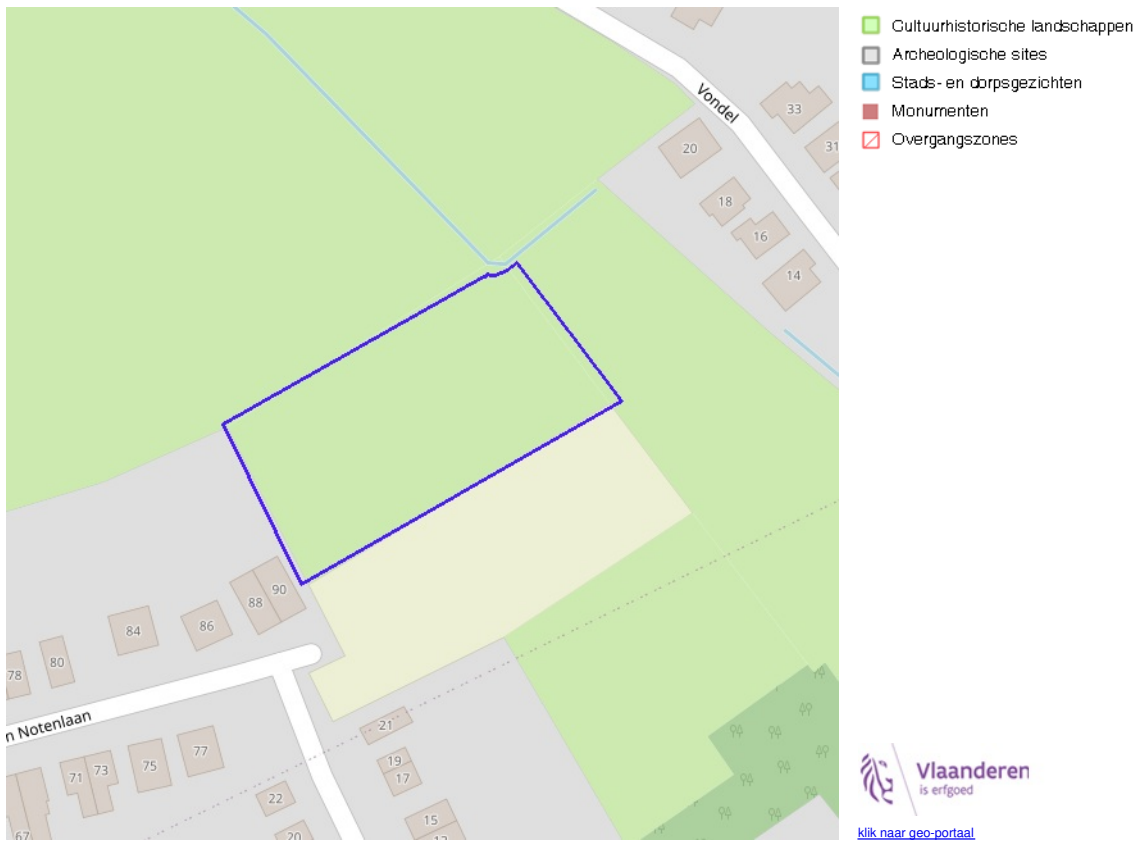 Cultuurhistorische landschappen
Archeologische sites
Stads- en dorpsgezichten
Monumenten
Overgangszones
Vondel
33
31
20
18
16
14
90
88
86
84
80
78
n Notenlaan
21
77
75
73
71
19
17
22
15
20
67
13
Vlaanderen
is erfgoed
klik naar geo-portaal